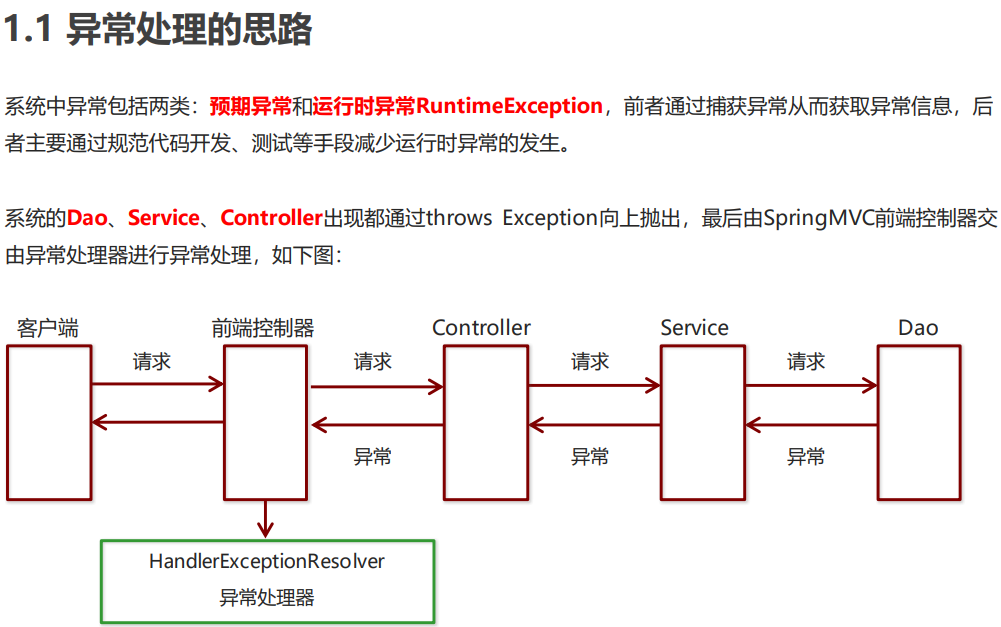 1.1 异常处理的思路
系统中异常包括两类：预期异常和运行时异常RuntimeException，前者通过捕获异常从而获取异常信息，后
者主要通过规范代码开发、测试等手段减少运行时异常的发生。
系统的Dao、Service、Controller出现都通过throws Exception向上抛出，最后由SpringMVC前端控制器交
由异常处理器进行异常处理，如下图：
客户端 前端控制器 Controller Service Dao
请求 请求 请求 请求
异常 异常 异常
HandlerExceptionResolver
异常处理器